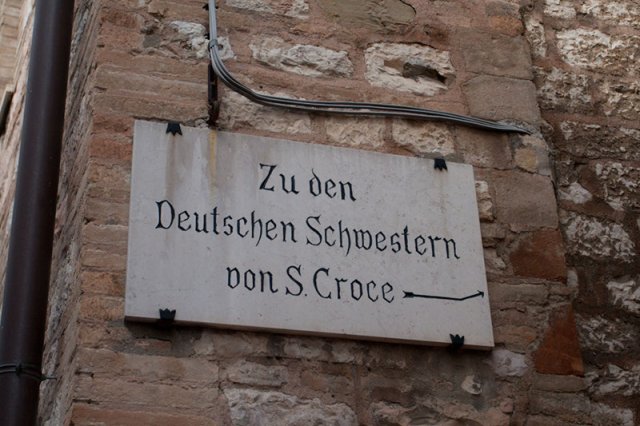 Zu den
Deutschen Schwestern
von S. Croce